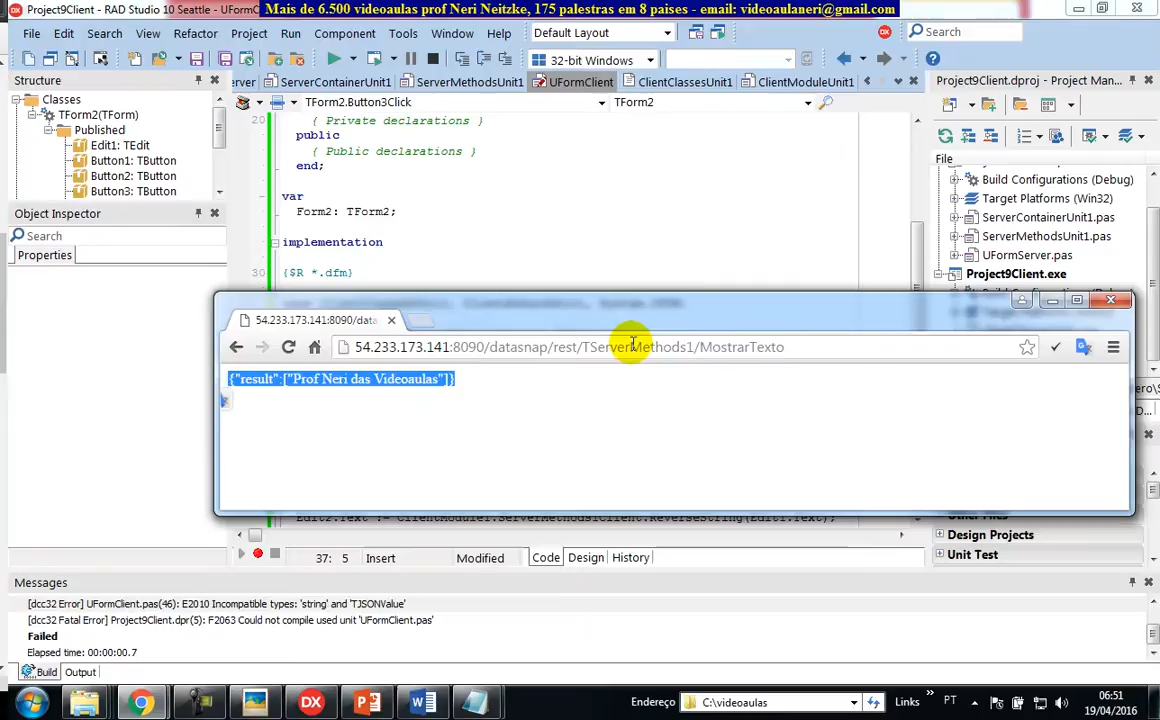 Project9Client - RAD Studio 10 Seattle - UFormC
Mais de 6.500 videoaulas prof Neri Neitzke, 175 palestras em 8 paises - email: videoaulaneri@gmail.com
File Edit Search View Refactor Project Run Component Tools Window Help
Default Layout
Search
32-bit Windows
Structure
erver ServerContainerUnit1 ServerMethodsUnit1 UFormClient ClientClassesUnit1 ClientModuleUnit1
Project9Client.dproj - Project Man...
Classes
TForm2.Button3Click
TForm2
TForm2(TForm)
Published
Edit1: TEdit
Button1: TButton
Button2: TButton
Button3: TButton
20
{ Private declarations }
public
{ Public declarations }
end;
var
Form2: TForm2;
implementation
30
{$R *.dfm}
File
Build Configurations (Debug)
Target Platforms (Win32)
ServerContainerUnit1.pas
ServerMethodsUnit1.pas
UFormServer.pas
Project9Client.exe
Object Inspector
Search
Properties
54.233.173.141:8090/data
54.233.173.141:8090/datasnap/rest/TServerMethods1/MostrarTexto
{"result":["Prof Neri das Videoaulas"]}
Edit2.Text := ClientModule1.ServerMethods1Client.ReverseString(Edit1.Text);
Design Projects
Unit Test
37: 5 Insert Modified Code Design History
Messages
[dcc32 Error] UFormClient.pas(46): E2010 Incompatible types: 'string' and 'TJSONValue'
[dcc32 Fatal Error] Project9Client.dpr(5): F2063 Could not compile used unit 'UFormClient.pas'
Failed
Elapsed time: 00:00:00.7
Build Output
Endereço C:\videoaulas Links » PT
06:51
19/04/2016